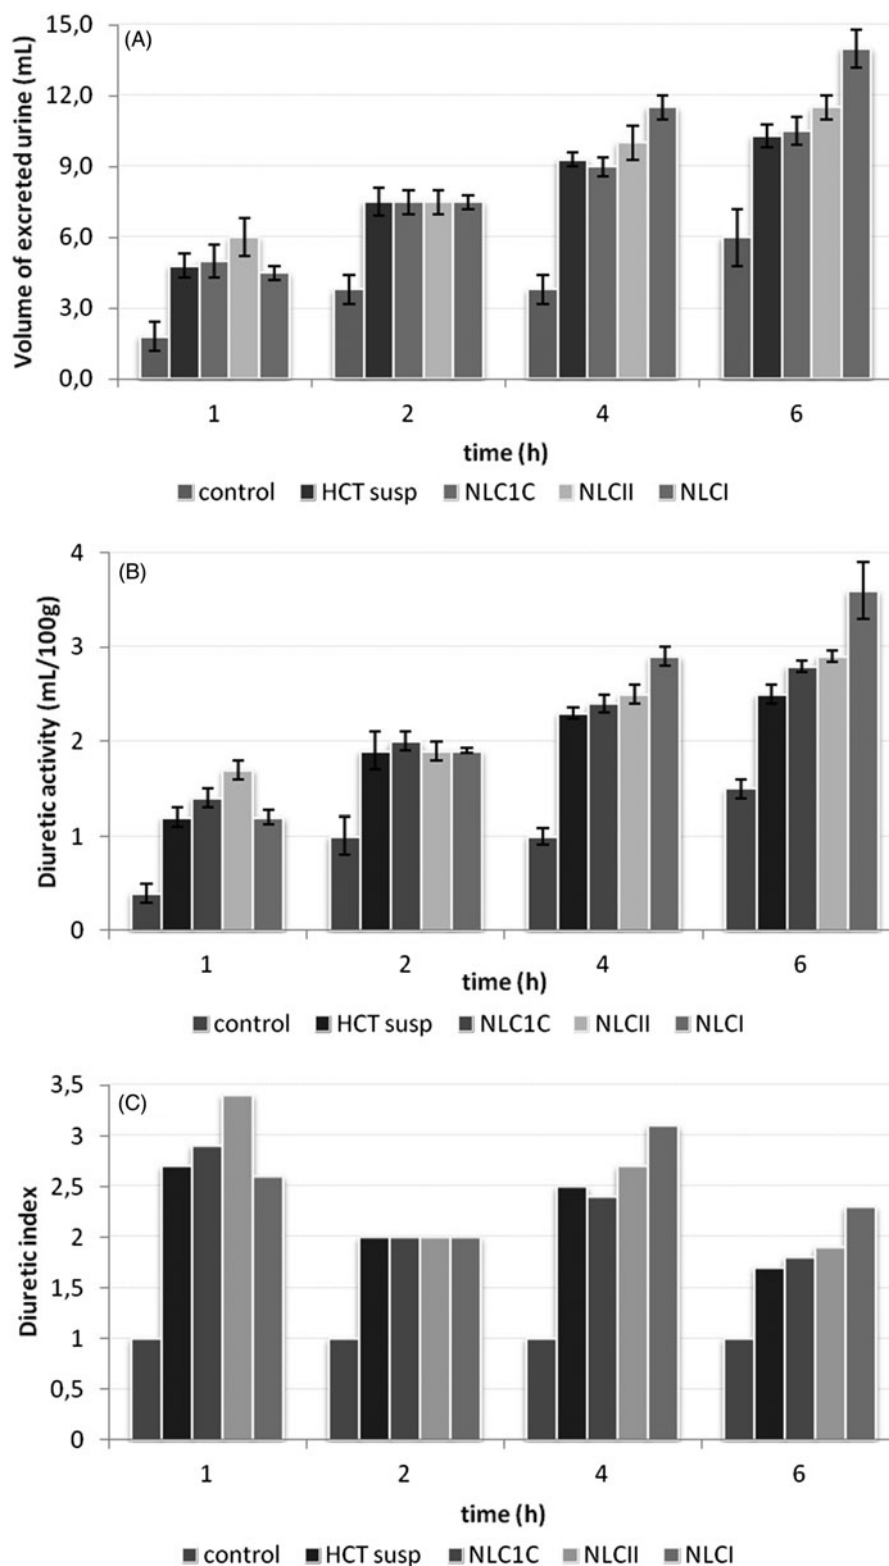 (A)
Volume of excreted urine (mL)
15,0
12,0
9,0
6,0
3,0
0,0
1 2 4 6
time (h)
control HCT susp NLC1C NLCII NLCI
(B)
Diuretic activity (mL/100g)
4
3
2
1
0
1 2 4 6
time (h)
control HCT susp NLC1C NLCII NLCI
(C)
Diuretic index
3,5
3
2,5
2
1,5
1
0,5
0
1 2 4 6
time (h)
control HCT susp NLC1C NLCII NLCI